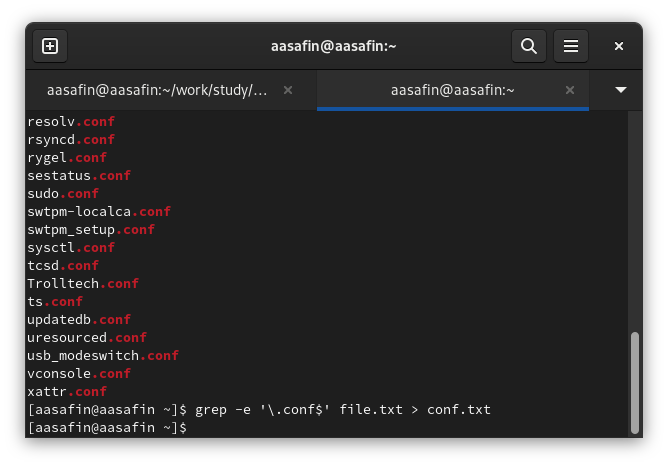 aasafin@aasafin:~
aasafin@aasafin:~/work/study/...
aasafin@aasafin:~
resolv.conf
rsyncd.conf
rygel.conf
sestatus.conf
sudo.conf
swtpm-localca.conf
swtpm_setup.conf
sysctl.conf
tcsd.conf
Trolltech.conf
ts.conf
updatedb.conf
uresourced.conf
usb_modeswitch.conf
vconsole.conf
xattr.conf
[aasafin@aasafin ~]$ grep -e '\.conf$' file.txt > conf.txt
[aasafin@aasafin ~]$